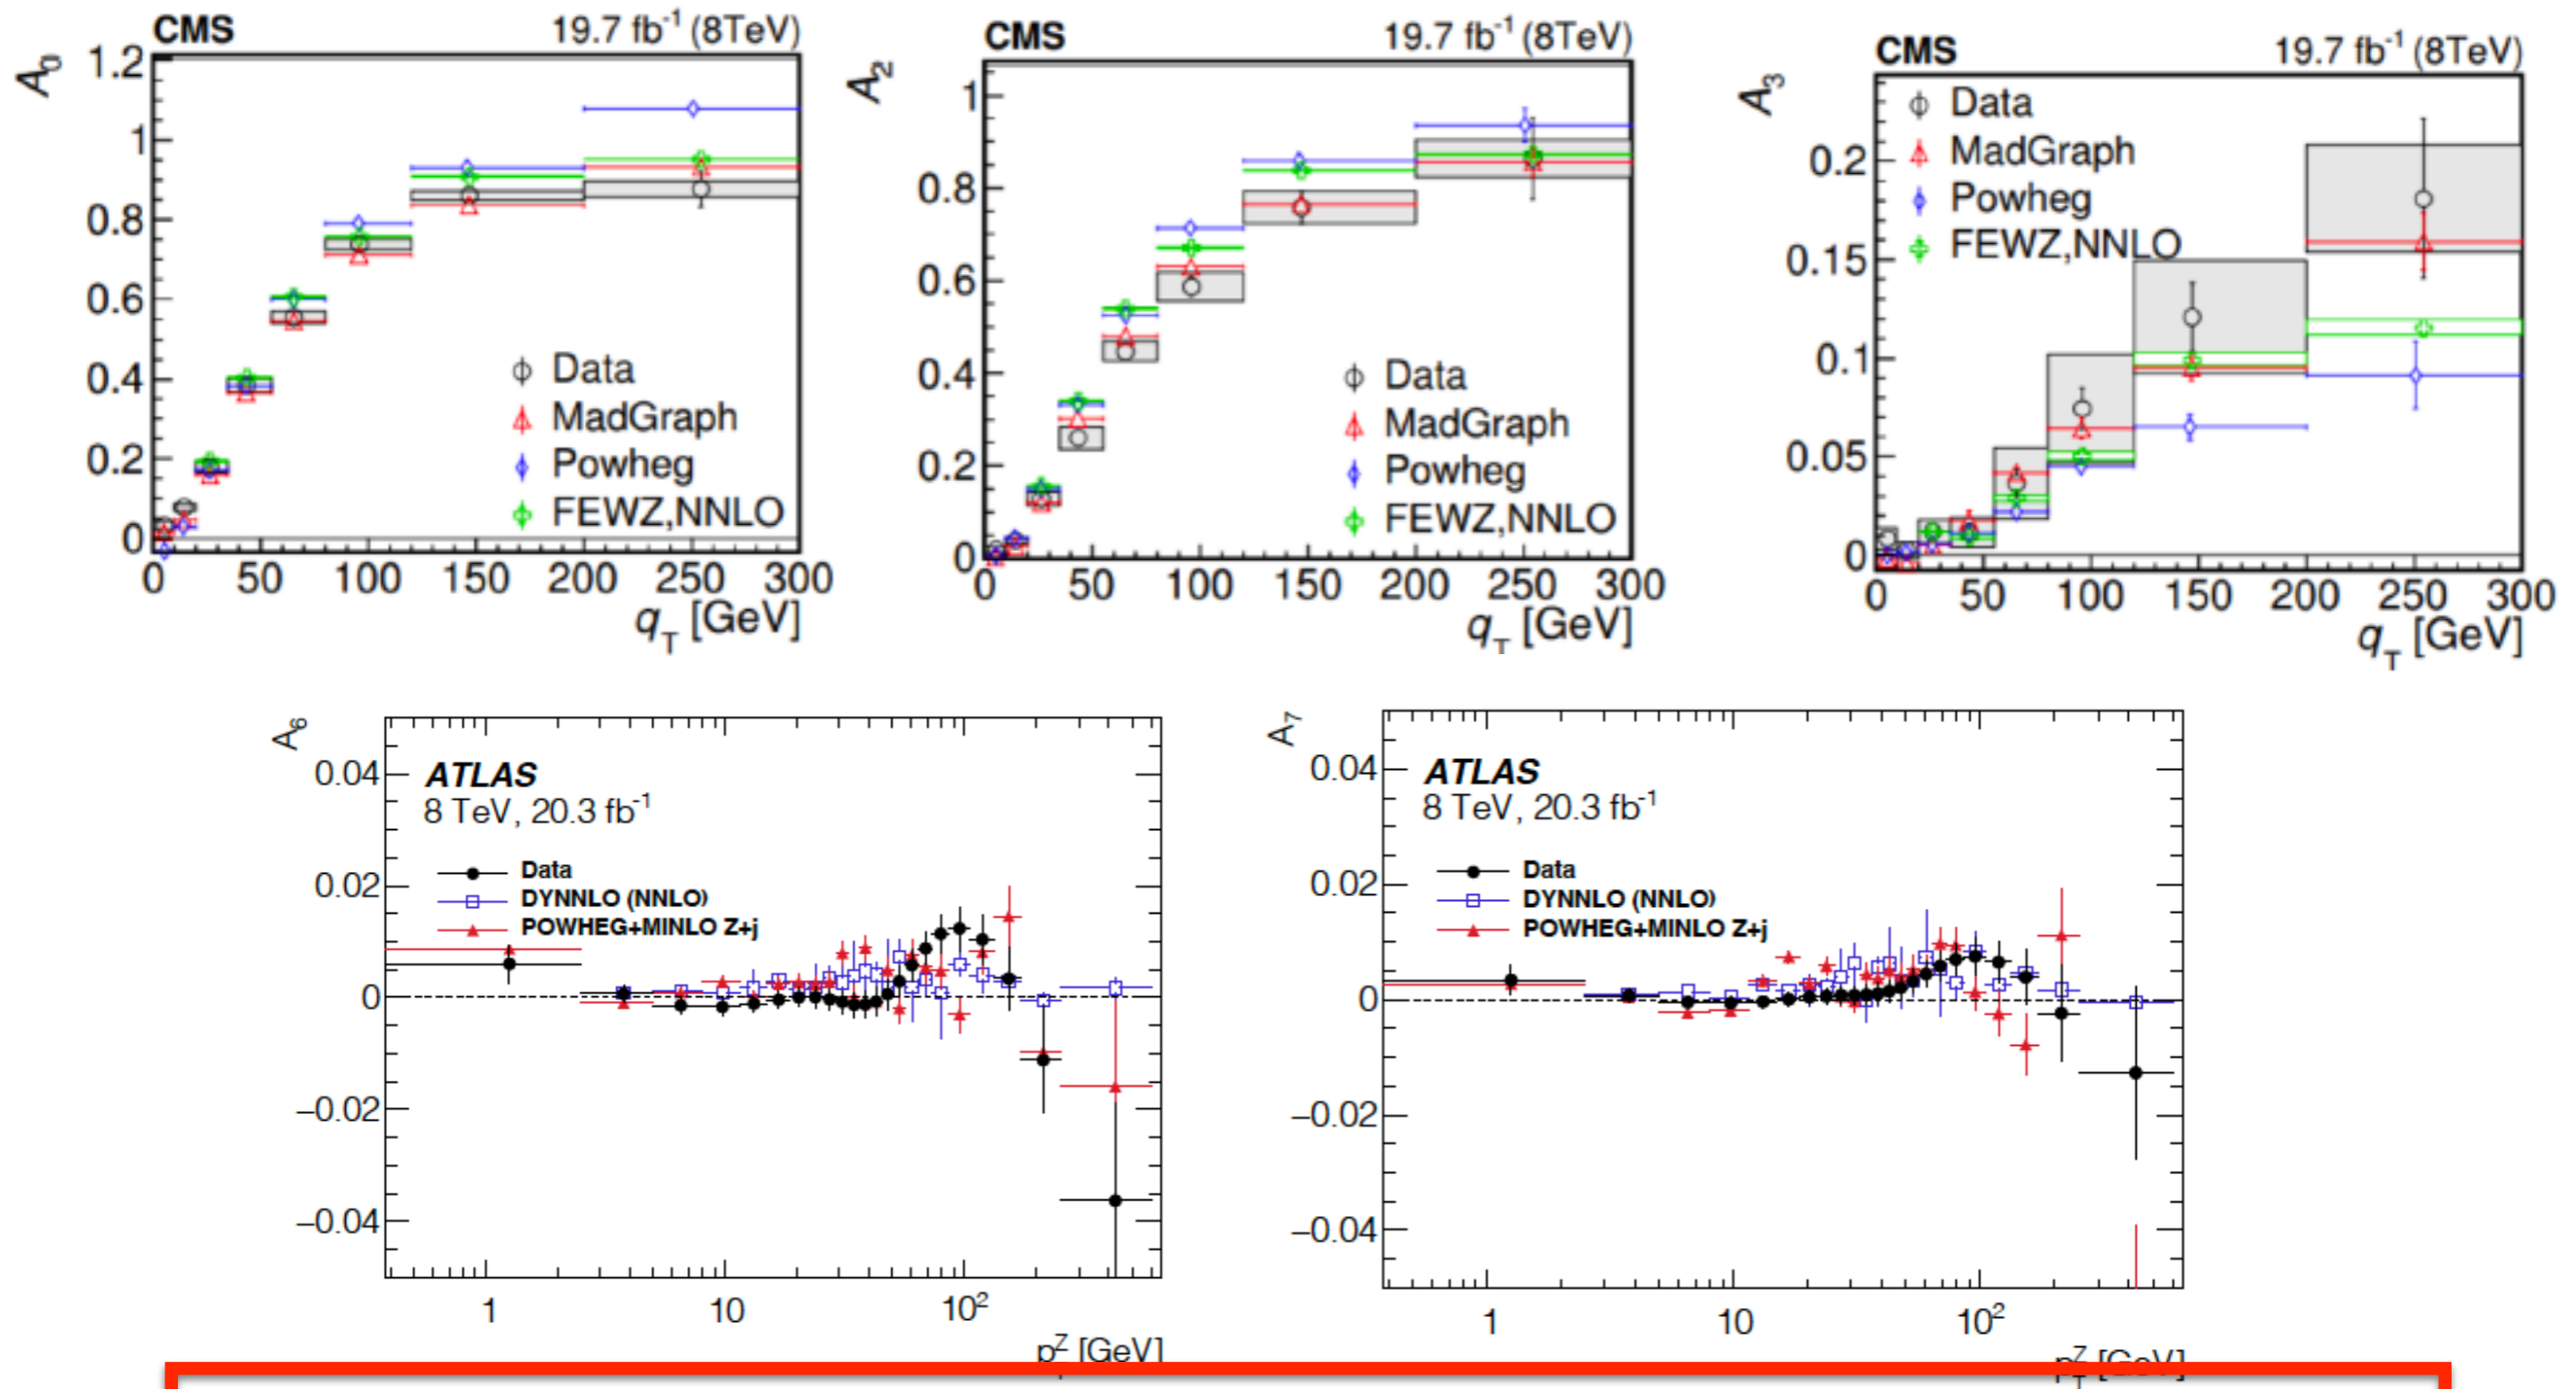 CMS 19.7 fb⁻¹ (8TeV)
A₀
1.2
1
0.8
0.6
0.4
0.2
0
Data
MadGraph
Powheg
FEWZ,NNLO
0 50 100 150 200 250 300
q_T [GeV]
CMS 19.7 fb⁻¹ (8TeV)
A₂
1
0.8
0.6
0.4
0.2
0
Data
MadGraph
Powheg
FEWZ,NNLO
0 50 100 150 200 250 300
q_T [GeV]
CMS 19.7 fb⁻¹ (8TeV)
A₃
Data
MadGraph
Powheg
FEWZ,NNLO
0.2
0.15
0.1
0.05
0
0 50 100 150 200 250 300
q_T [GeV]
A₆
ATLAS
8 TeV, 20.3 fb⁻¹
Data
DYNNLO (NNLO)
POWHEG+MINLO Z+j
0.04
0.02
0
−0.02
−0.04
1 10 10²
p^Z [GeV]
A₇
ATLAS
8 TeV, 20.3 fb⁻¹
Data
DYNNLO (NNLO)
POWHEG+MINLO Z+j
0.04
0.02
0
−0.02
−0.04
1 10 10²
p_T^Z [GeV]